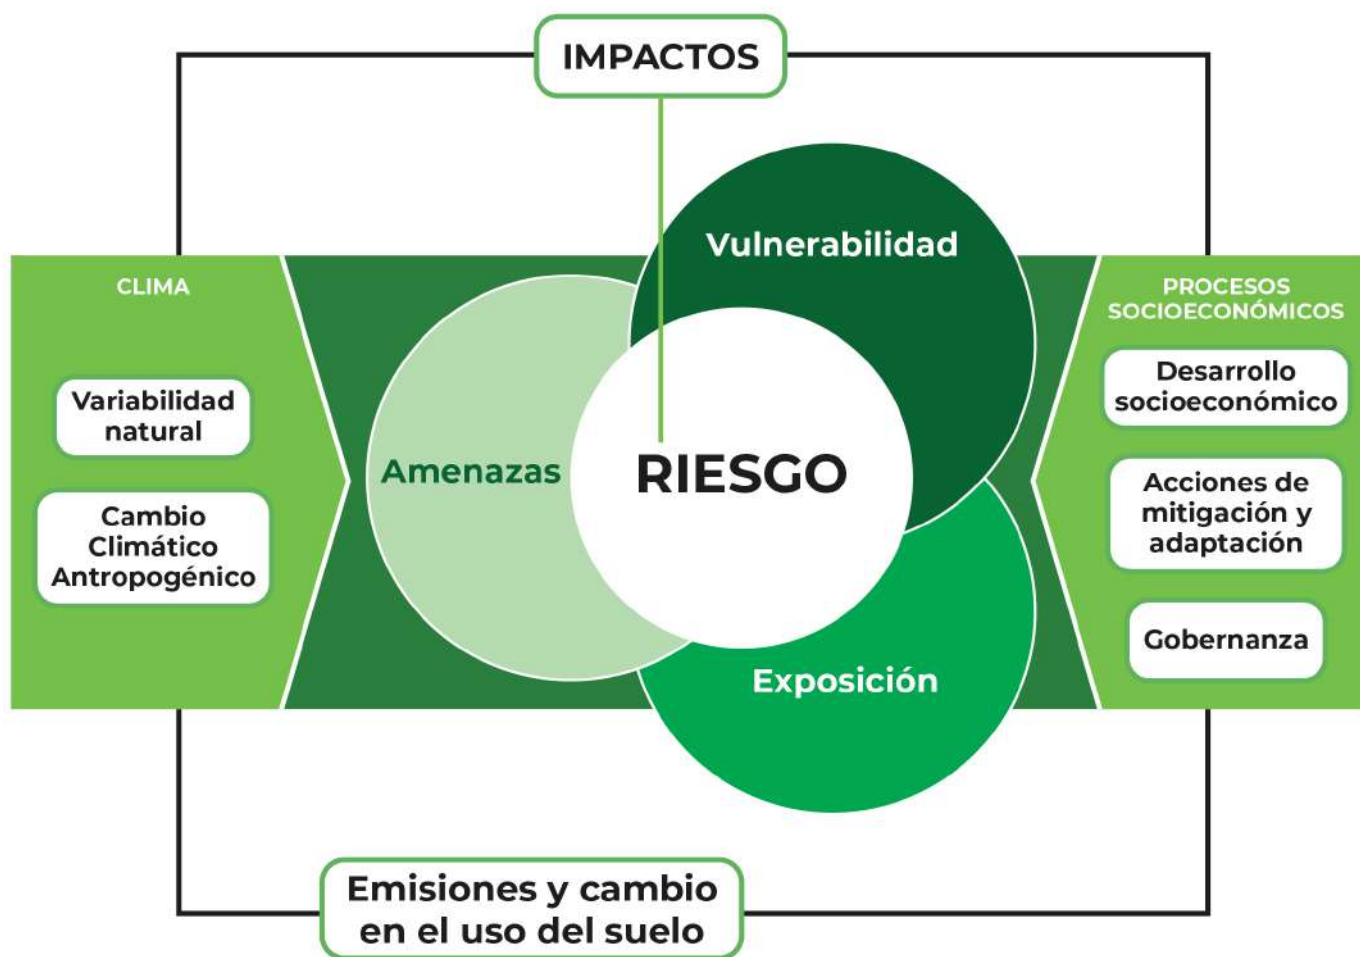 IMPACTOS
Vulnerabilidad
CLIMA
Variabilidad
natural
Cambio
Climático
Antropogénico
Amenazas
RIESGO
Exposición
PROCESOS
SOCIOECONÓMICOS
Desarrollo
socioeconómico
Acciones de
mitigación y
adaptación
Gobernanza
Emisiones y cambio
en el uso del suelo